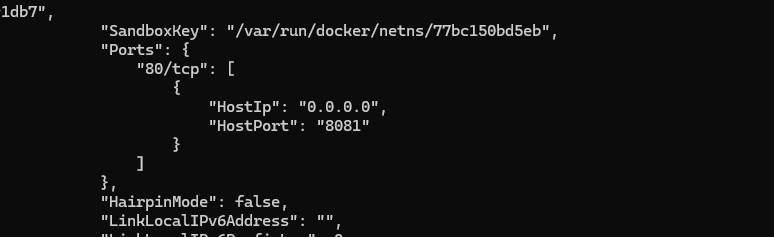 1db7",
"SandboxKey": "/var/run/docker/netns/77bc150bd5eb",
"Ports": {
"80/tcp": [
{
"HostIp": "0.0.0.0",
"HostPort": "8081"
}
]
},
"HairpinMode": false,
"LinkLocalIPv6Address": "",